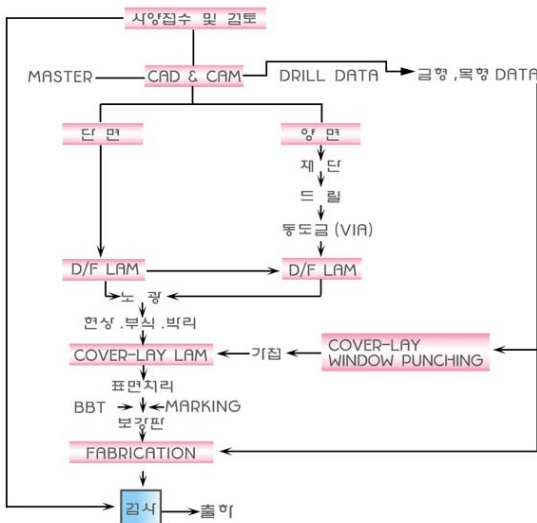 사양접수 및 검토
MASTER
CAD & CAM
DRILL DATA
금형,목형 DATA
단 면
양 면
재 단
드 릴
동도금 (VIA)
D/F LAM
D/F LAM
노 광
현상.부식.박리
COVER-LAY LAM
가접
COVER-LAY
WINDOW PUNCHING
표면처리
BBT
MARKING
보강판
FABRICATION
검사
출하